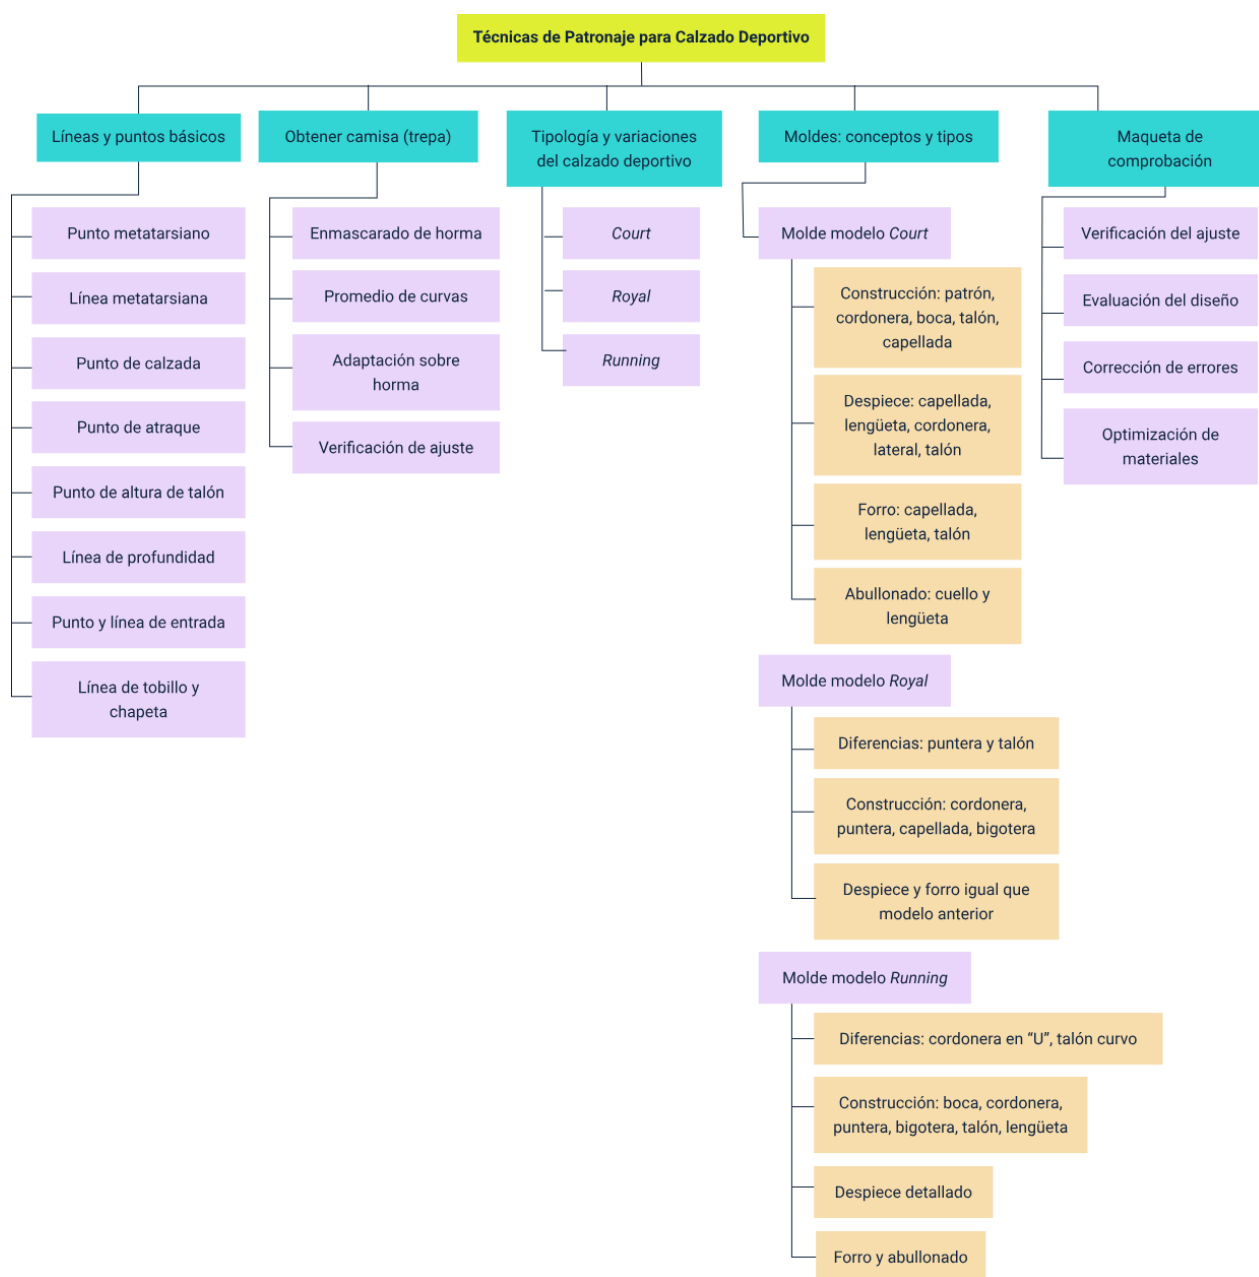 Técnicas de Patronaje para Calzado Deportivo
Líneas y puntos básicos
Punto metatarsiano
Línea metatarsiana
Punto de calzada
Punto de atraque
Punto de altura de talón
Línea de profundidad
Punto y línea de entrada
Línea de tobillo y
chapeta
Obtener camisa (trepa)
Enmascarado de horma
Promedio de curvas
Adaptación sobre
horma
Verificación de ajuste
Tipología y variaciones
del calzado deportivo
Court
Royal
Running
Moldes: conceptos y tipos
Molde modelo Court
Construcción: patrón,
cordonera, boca, talón,
capellada
Despiece: capellada,
lengüeta, cordonera,
lateral, talón
Forro: capellada,
lengüeta, talón
Abullonado: cuello y
lengüeta
Molde modelo Royal
Diferencias: puntera y talón
Construcción: cordonera,
puntera, capellada, bigotera
Despiece y forro igual que
modelo anterior
Molde modelo Running
Diferencias: cordonera en “U”, talón curvo
Construcción: boca, cordonera,
puntera, bigotera, talón, lengüeta
Despiece detallado
Forro y abullonado
Maqueta de
comprobación
Verificación del ajuste
Evaluación del diseño
Corrección de errores
Optimización de
materiales